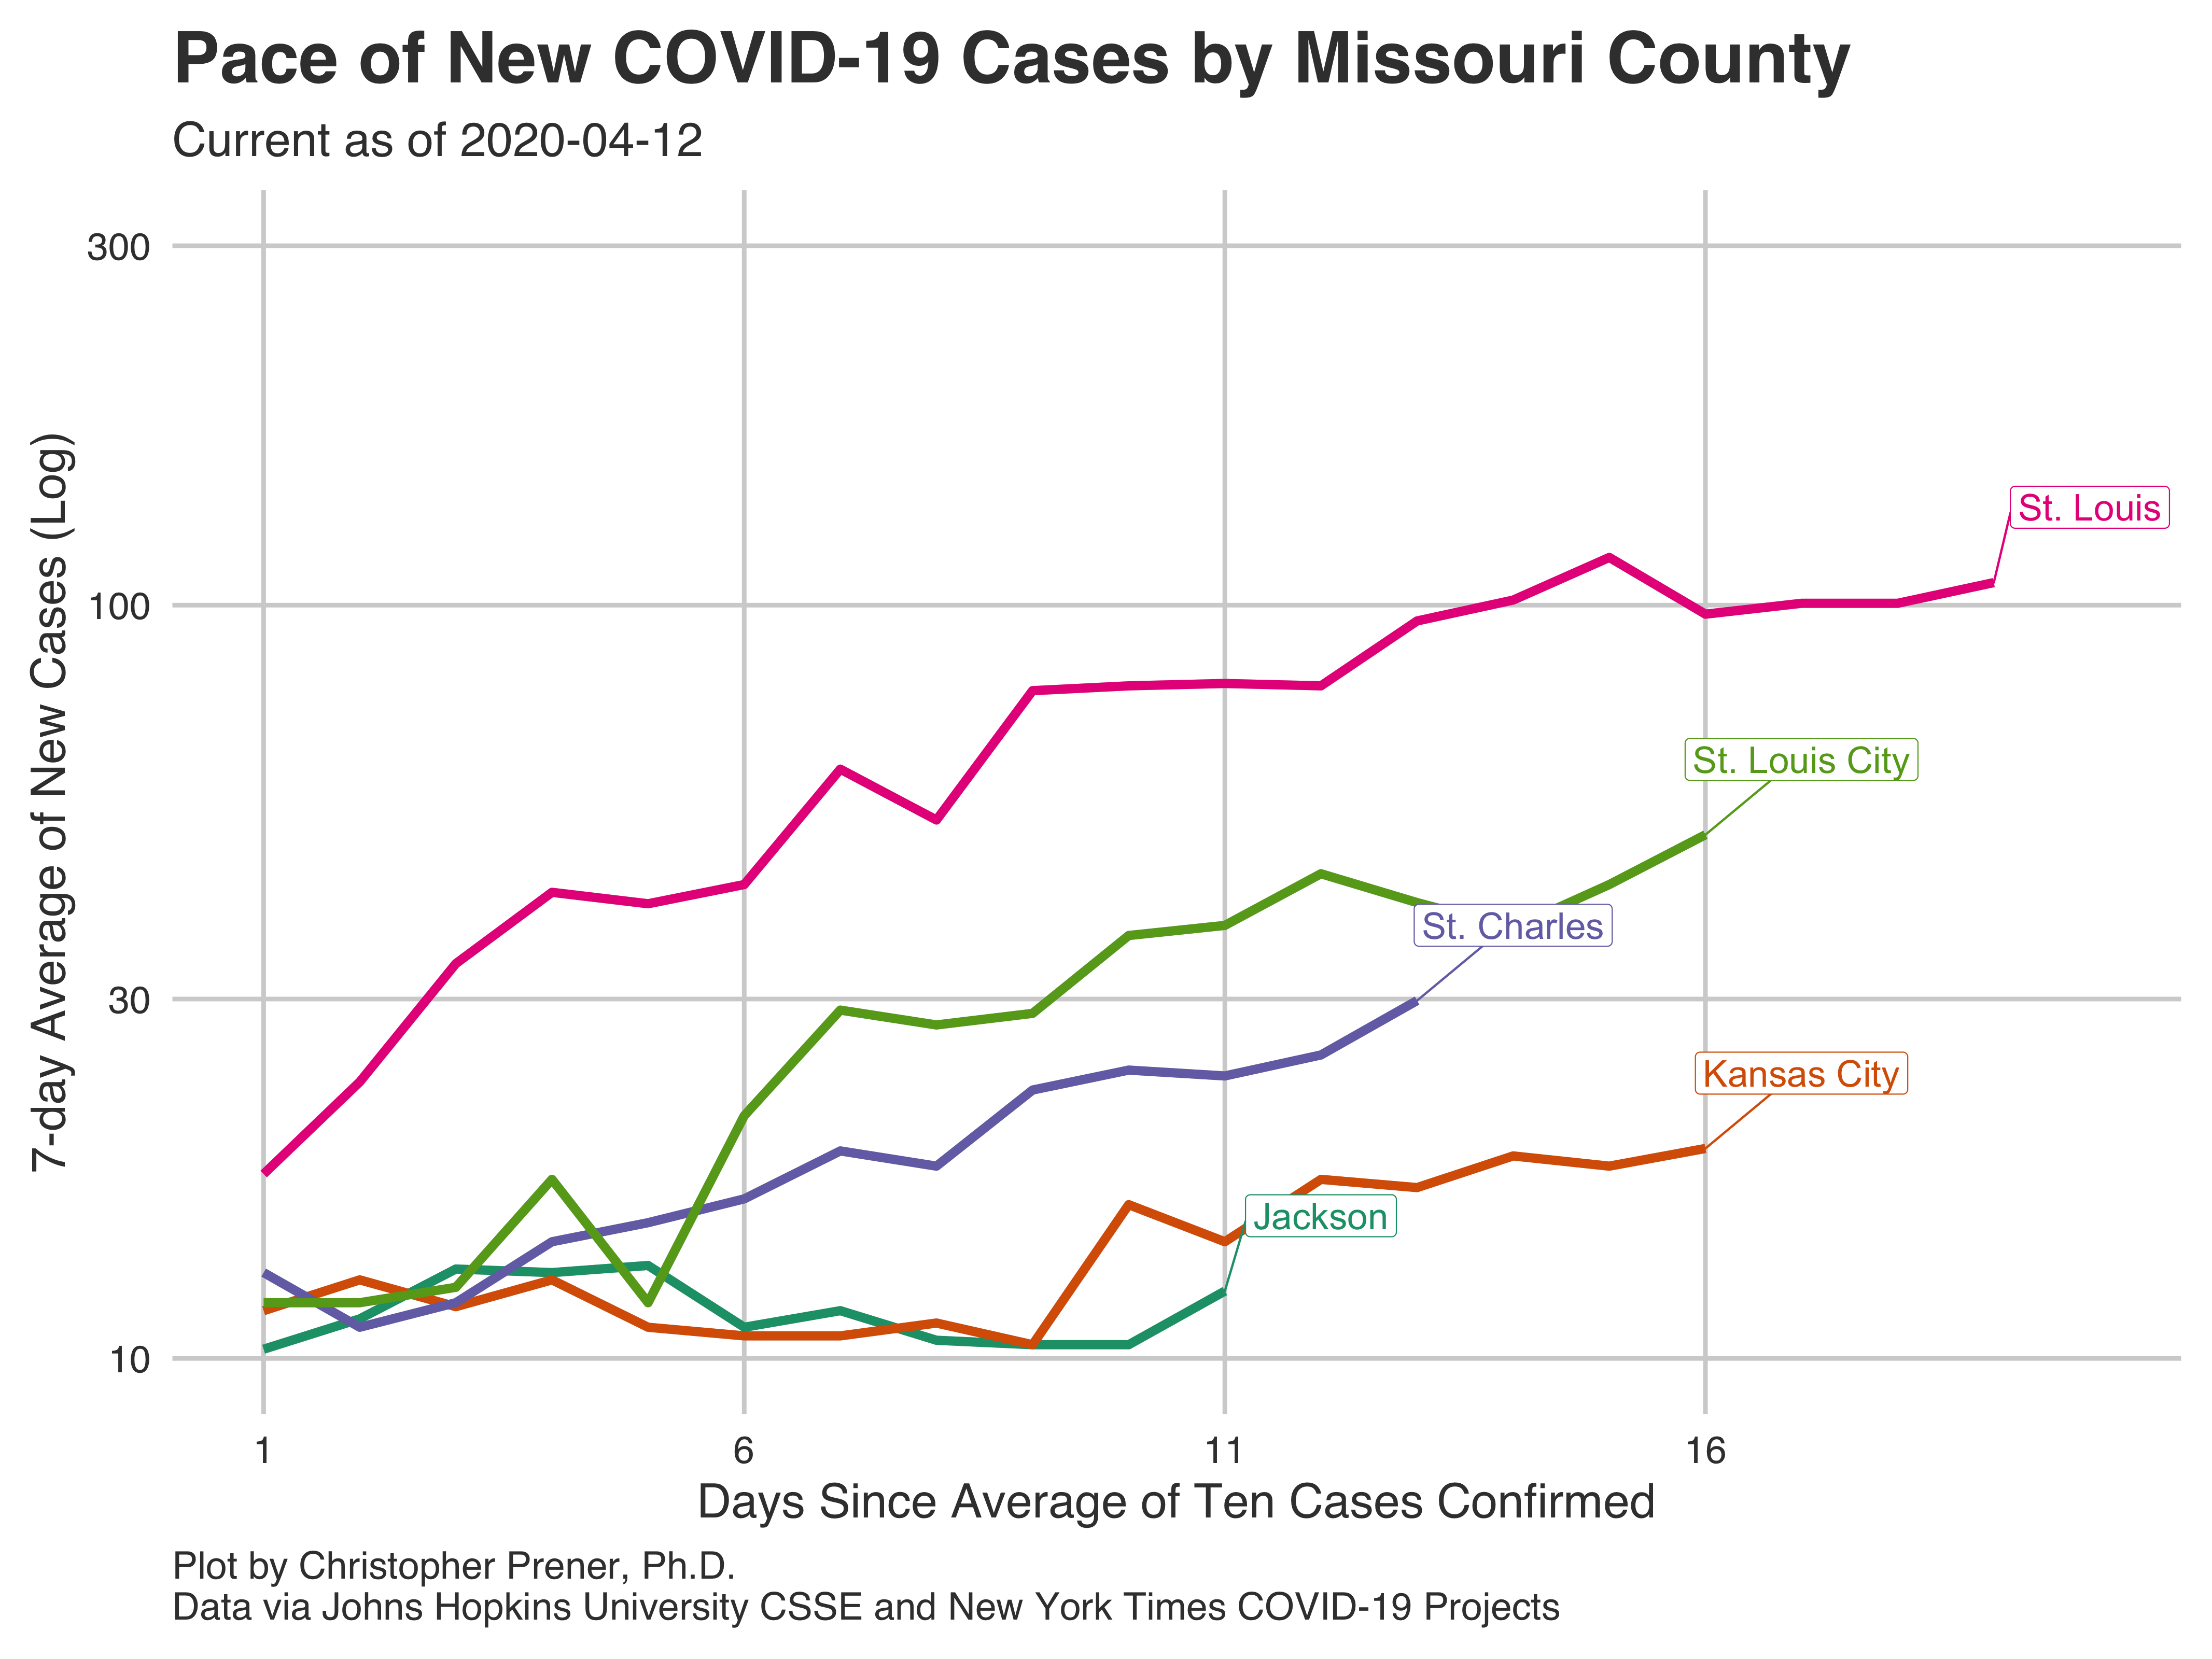 Pace of New COVID-19 Cases by Missouri County
Current as of 2020-04-12
7-day Average of New Cases (Log)
300
100
30
10
St. Louis
St. Louis City
St. Charles
Kansas City
Jackson
1
6
11
16
Days Since Average of Ten Cases Confirmed
Plot by Christopher Prener, Ph.D.
Data via Johns Hopkins University CSSE and New York Times COVID-19 Projects